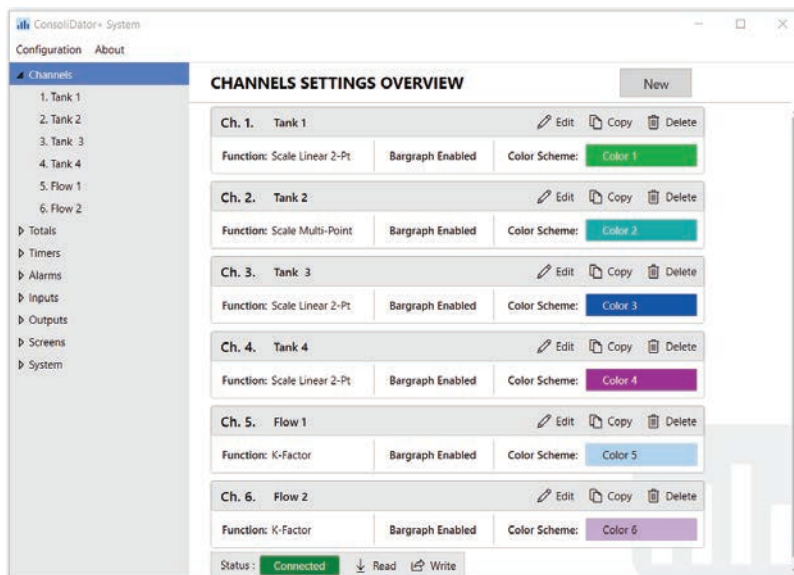 ConsoliDator+ System
Configuration About
Channels
1. Tank 1
2. Tank 2
3. Tank 3
4. Tank 4
5. Flow 1
6. Flow 2
Totals
Timers
Alarms
Inputs
Outputs
Screens
System
CHANNELS SETTINGS OVERVIEW New
Ch. 1. Tank 1 Edit Copy Delete
Function: Scale Linear 2-Pt Bargraph Enabled Color Scheme: Color 1
Ch. 2. Tank 2 Edit Copy Delete
Function: Scale Multi-Point Bargraph Enabled Color Scheme: Color 2
Ch. 3. Tank 3 Edit Copy Delete
Function: Scale Linear 2-Pt Bargraph Enabled Color Scheme: Color 3
Ch. 4. Tank 4 Edit Copy Delete
Function: Scale Linear 2-Pt Bargraph Enabled Color Scheme: Color 4
Ch. 5. Flow 1 Edit Copy Delete
Function: K-Factor Bargraph Enabled Color Scheme: Color 5
Ch. 6. Flow 2 Edit Copy Delete
Function: K-Factor Bargraph Enabled Color Scheme: Color 6
Status : Connected Read Write